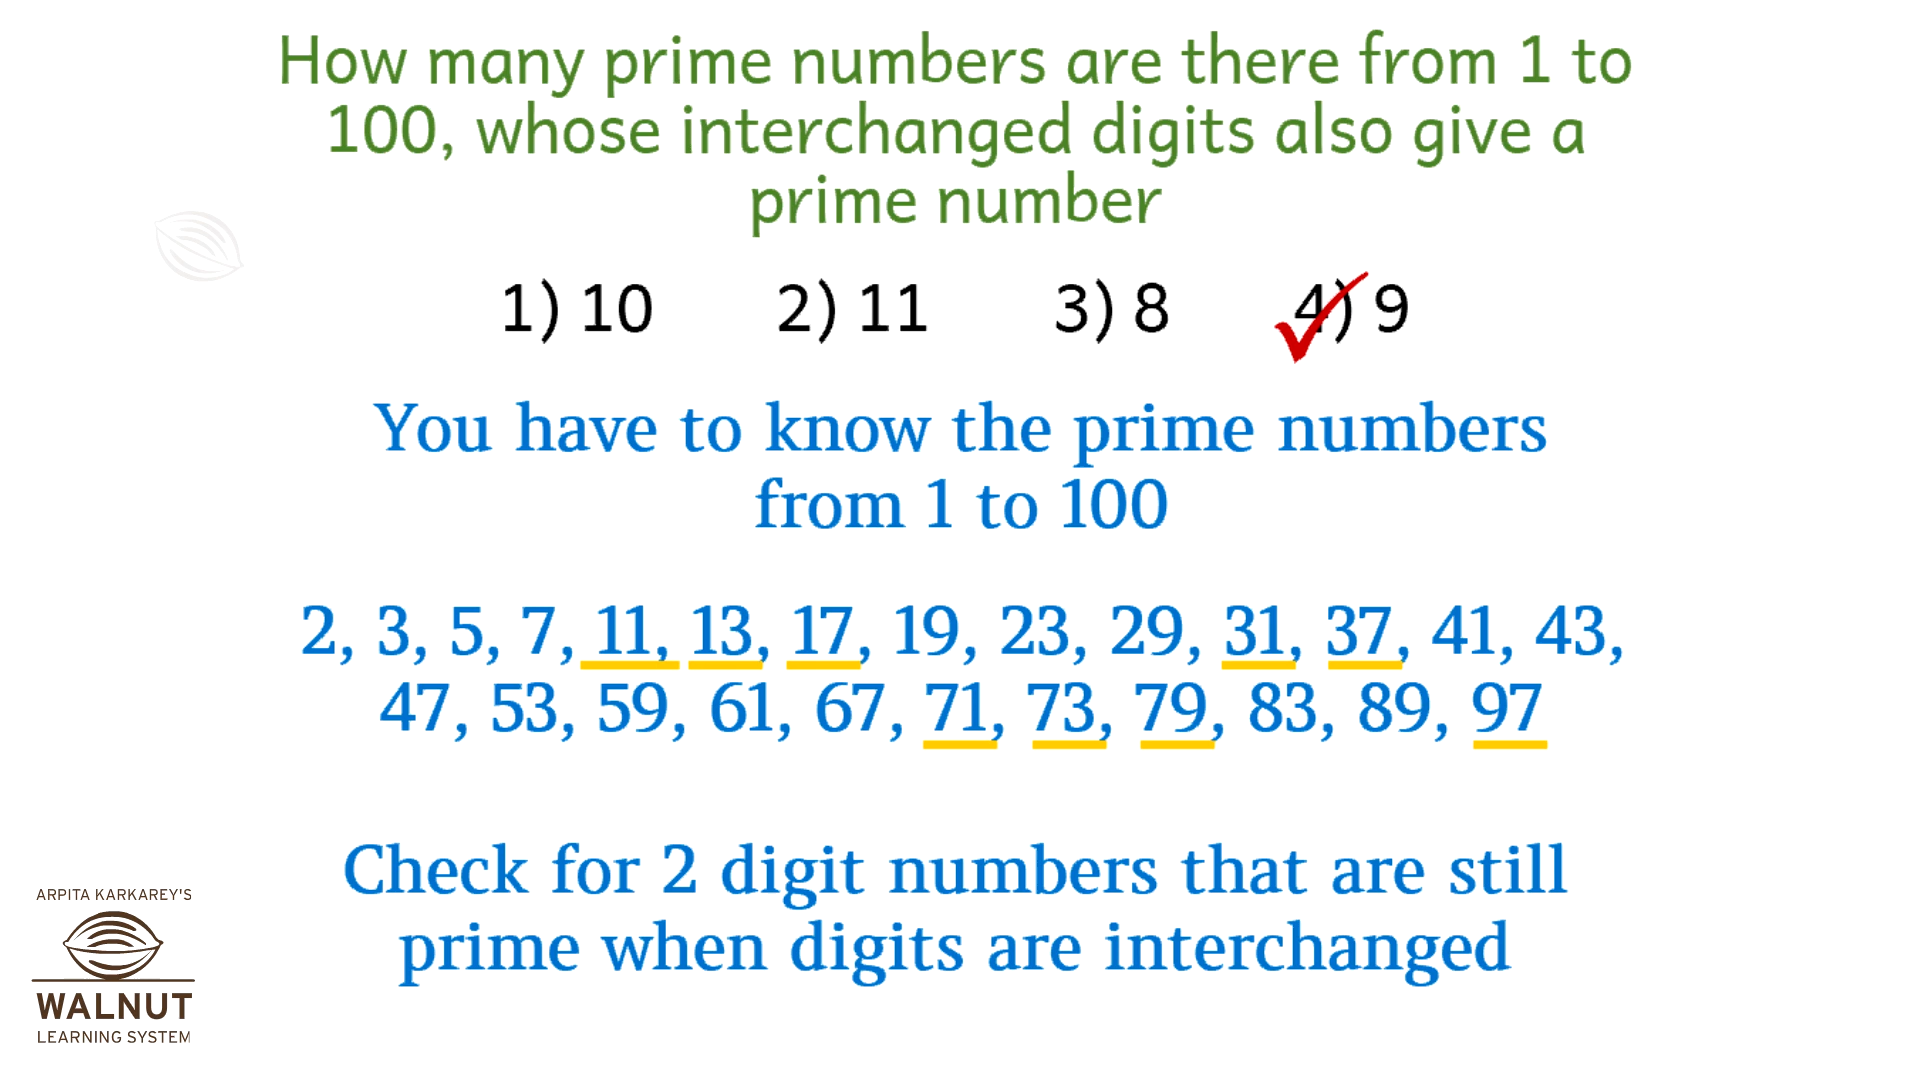 How many prime numbers are there from 1 to
100, whose interchanged digits also give a
prime number
1) 10 2) 11 3) 8 4) 9
You have to know the prime numbers
from 1 to 100
2, 3, 5, 7, 11, 13, 17, 19, 23, 29, 31, 37, 41, 43,
47, 53, 59, 61, 67, 71, 73, 79, 83, 89, 97
Check for 2 digit numbers that are still
prime when digits are interchanged
ARPITA KARKAREY'S
WALNUT
LEARNING SYSTEM